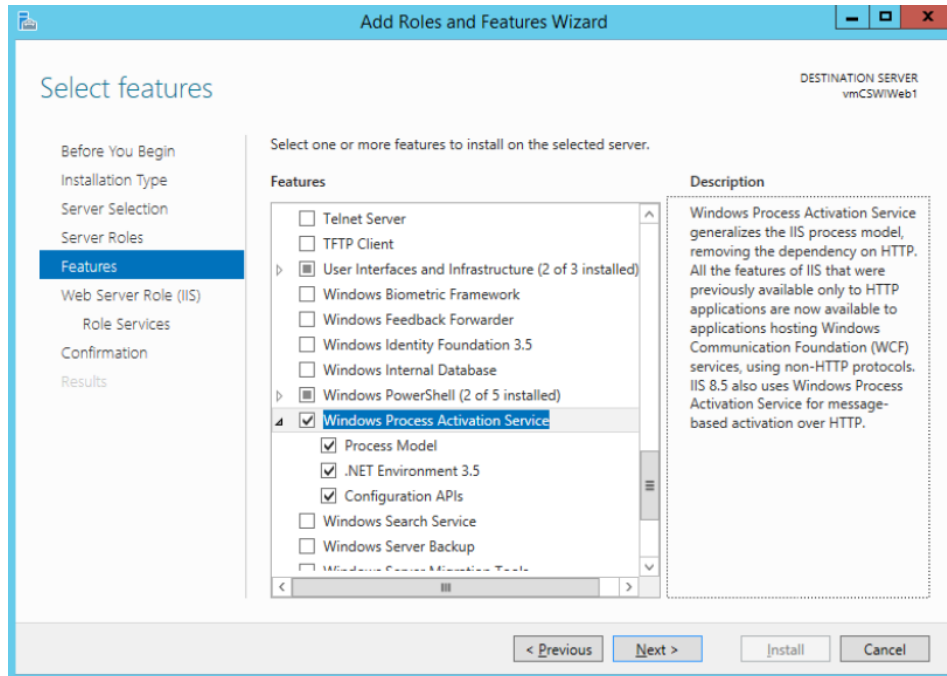 Add Roles and Features Wizard
Select features
DESTINATION SERVER
vmCSWIWeb1
Before You Begin
Installation Type
Server Selection
Server Roles
Features
Web Server Role (IIS)
Role Services
Confirmation
Results
Select one or more features to install on the selected server.
Features
Telnet Server
TFTP Client
User Interfaces and Infrastructure (2 of 3 installed)
Windows Biometric Framework
Windows Feedback Forwarder
Windows Identity Foundation 3.5
Windows Internal Database
Windows PowerShell (2 of 5 installed)
Windows Process Activation Service
Process Model
.NET Environment 3.5
Configuration APIs
Windows Search Service
Windows Server Backup
Windows Server Migration Tools
Description
Windows Process Activation Service
generalizes the IIS process model,
removing the dependency on HTTP.
All the features of IIS that were
previously available only to HTTP
applications are now available to
applications hosting Windows
Communication Foundation (WCF)
services, using non-HTTP protocols.
IIS 8.5 also uses Windows Process
Activation Service for message-
based activation over HTTP.
< Previous
Next >
Install
Cancel